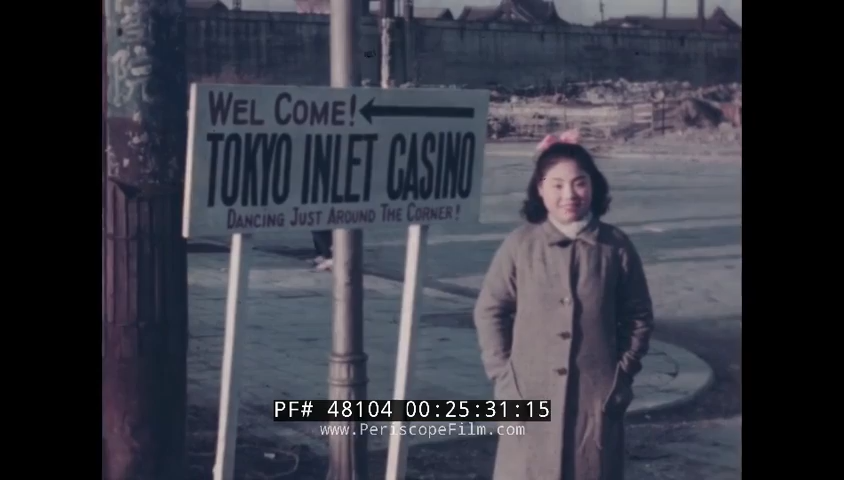 院
WEL COME!
TOKYO INLET CASINO
DANCING JUST AROUND THE CORNER!
PF# 48104 00:25:31:15
www.PeriscopeFilm.com